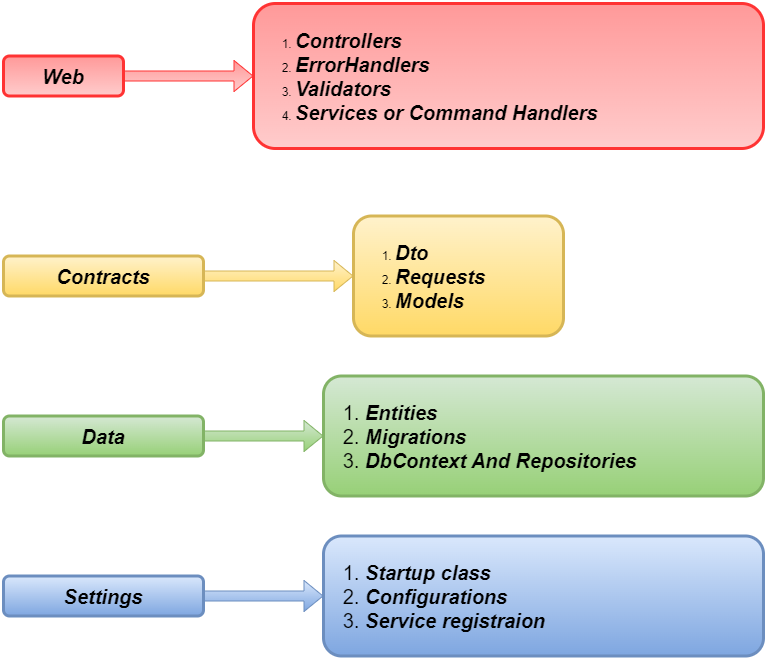 Web
1. Controllers
2. ErrorHandlers
3. Validators
4. Services or Command Handlers
Contracts
1. Dto
2. Requests
3. Models
Data
1. Entities
2. Migrations
3. DbContext And Repositories
Settings
1. Startup class
2. Configurations
3. Service registraion